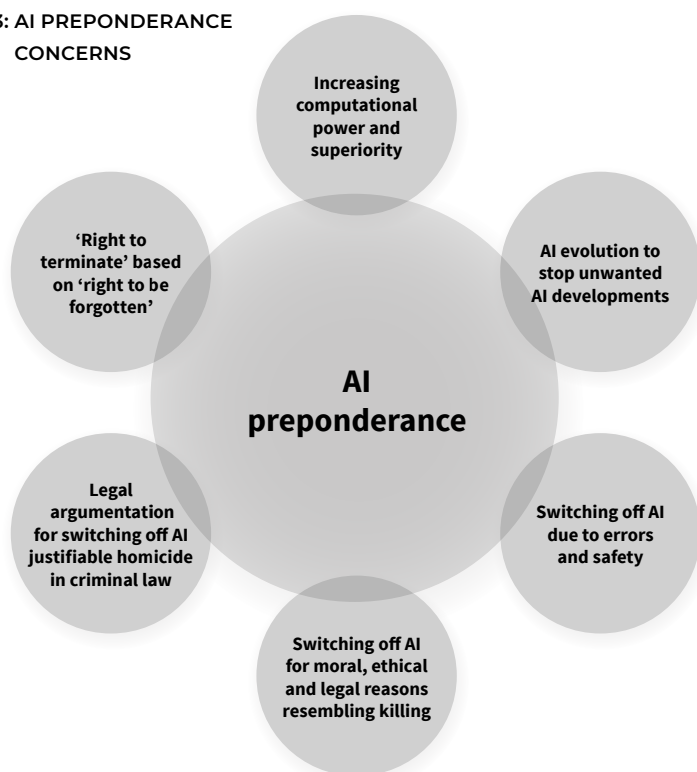 3: AI PREPONDERANCE
CONCERNS
Increasing
computational
power and
superiority
‘Right to
terminate’ based
on ‘right to be
forgotten’
AI evolution to
stop unwanted
AI developments
AI
preponderance
Legal
argumentation
for switching off AI
justifiable homicide
in criminal law
Switching off AI
due to errors
and safety
Switching off AI
for moral, ethical
and legal reasons
resembling killing